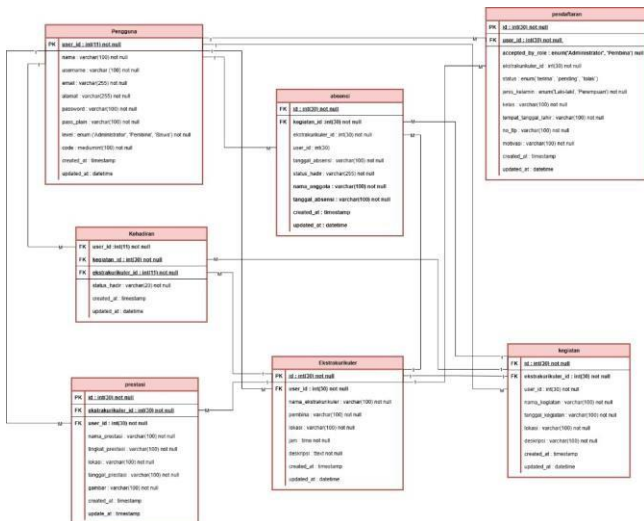 Pengguna
PK user_id : int(11) not null
nama : varchar(100) not null
username : varchar (100) not null
email : varchar(255) not null
alamat : varchar(255) not null
password : varchar(100) not null
pass_plain : varchar(100) not null
level : enum ('Administrator', 'Pembina', 'Siswa') not null
code : mediumint(100) not null
created_at : timestamp
updated_at : datetime
pendaftaran
PK id : int(30) not null
FK user_id : int(30) not null
accepted_by_role : enum('Administrator', 'Pembina') not null
ekstrakurikuler_id : int(30) not null
status : enum( 'terima', 'pending', 'tolak')
jenis_kelamin : enum('Laki-laki', 'Perempuan') not null
kelas : varchar(100) not null
tempat_tanggal_lahir : varchar(100) not null
no_tlp : varchar(100) not null
motivasi : varchar(100) not null
created_at : timestamp
updated_at : datetime
absensi
FK id : int(30) not null
FK kegiatan_id : int(30) not null
ekstrakurikuler_id : int(30) not null
user_id : int(30)
tanggal_absensi : varchar(100) not null
status_hadir : varchar(255) not null
nama_anggota : varchar(100) not null
tanggal_absensi : varchar(100) not null
created_at : timestamp
updated_at : datetime
Kehadiran
FK user_id : int(11) not null
FK kegiatan_id : int(30) not null
FK ekstrakurikuler_id : int(11) not null
status_hadir : varchar(20) not null
created_at : timestamp
updated_at : datetime
prestasi
PK id : int(30) not null
FK ekstrakurikuler_id : int(30) not null
FK user_id : int(30) not null
nama_prestasi : varchar(100) not null
tingkat_prestasi : varchar(100) not null
lokasi : varchar(100) not null
tanggal_prestasi : varchar(100) not null
gambar : varchar(100) not null
created_at : timestamp
update_at : timestamp
Ekstrakurikuler
PK id : int(30) not null
FK user_id : int(30) not null
nama_ekstrakurikuler : varchar(100) not null
pembina : varchar(100) not null
lokasi : varchar(100) not null
jam : time not null
deskripsi : text not null
created_at : timestamp
updated_at : datetime
kegiatan
FK id : int(30) not null
FK ekstrakurikuler_id : int(30) not null
user_id : int(30) not null
nama_kegiatan : varchar(100) not null
tanggal_kegiatan : varchar(100) not null
lokasi : varchar(100) not null
deskripsi : varchar(100) not null
created_at : timestamp
updated_at : datetime